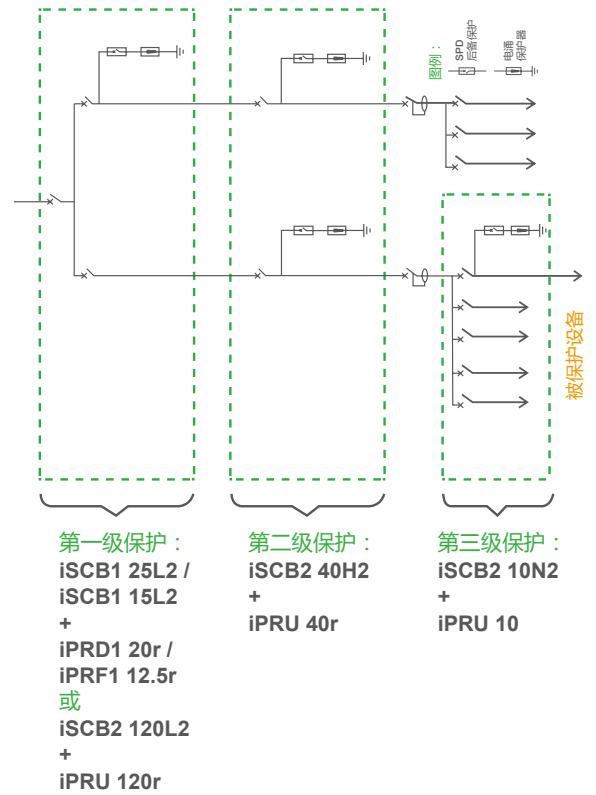 图例：
SPD
后备保护
电涌
保护器
被保护设备
第一级保护：
iSCB1 25L2 /
iSCB1 15L2
+
iPRD1 20r /
iPRF1 12.5r
或
iSCB2 120L2
+
iPRU 120r
第二级保护：
iSCB2 40H2
+
iPRU 40r
第三级保护：
iSCB2 10N2
+
iPRU 10